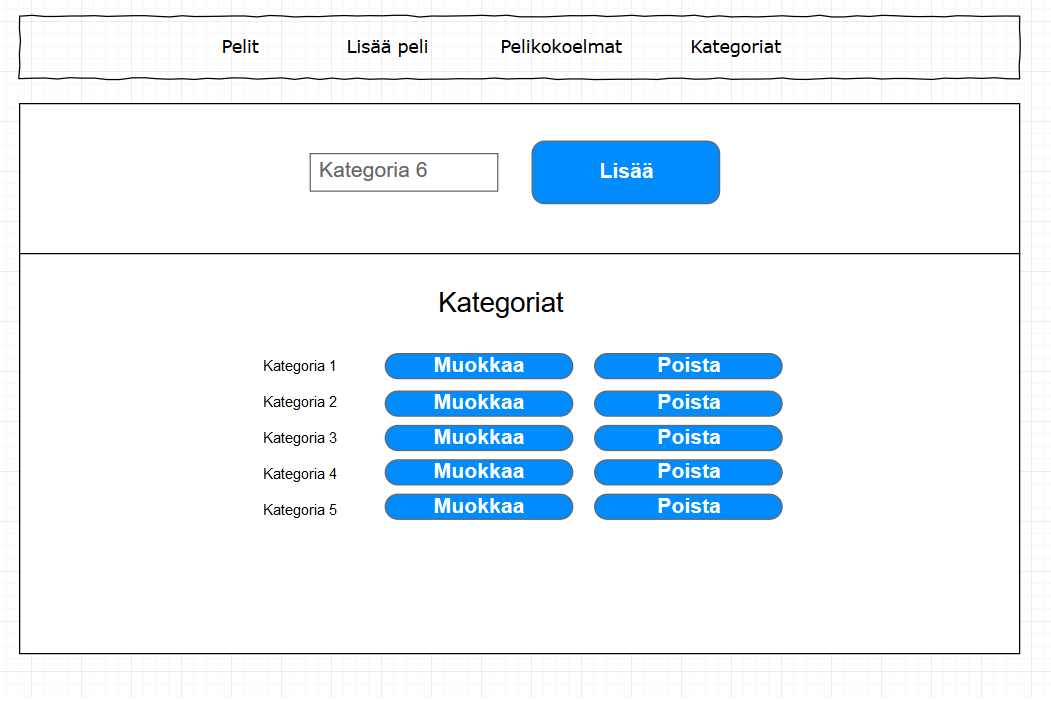 Pelit Lisää peli Pelikokoelmat Kategoriat
Kategoria 6 Lisää
Kategoriat
Kategoria 1 Muokkaa Poista
Kategoria 2 Muokkaa Poista
Kategoria 3 Muokkaa Poista
Kategoria 4 Muokkaa Poista
Kategoria 5 Muokkaa Poista